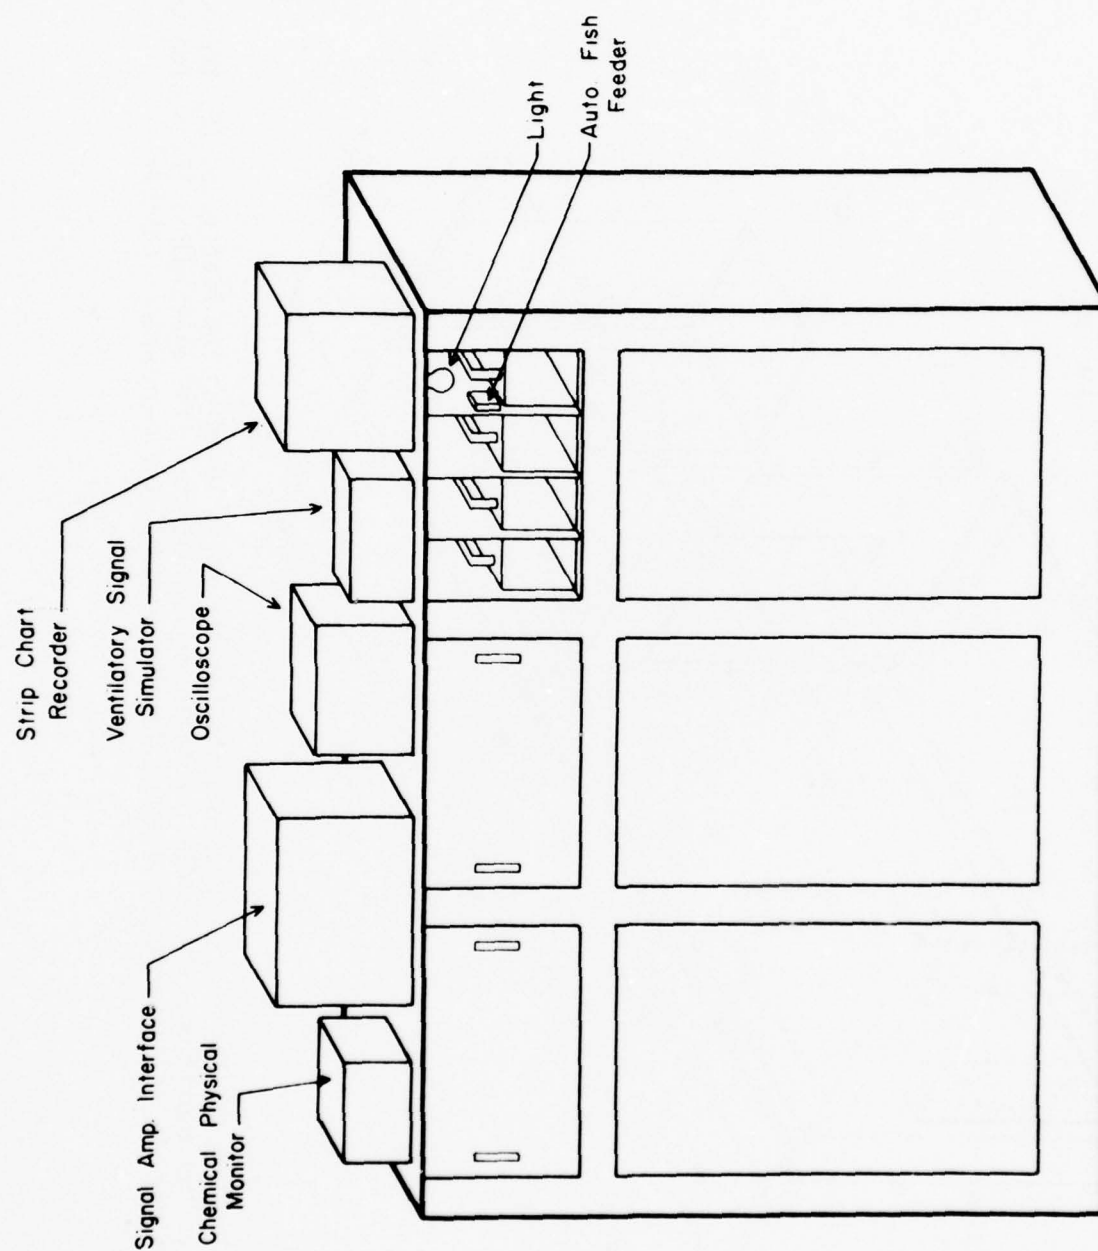 Strip Chart
Recorder
Ventilatory Signal
Simulator
Oscilloscope
Signal Amp. Interface
Chemical Physical
Monitor
Light
Auto. Fish
Feeder